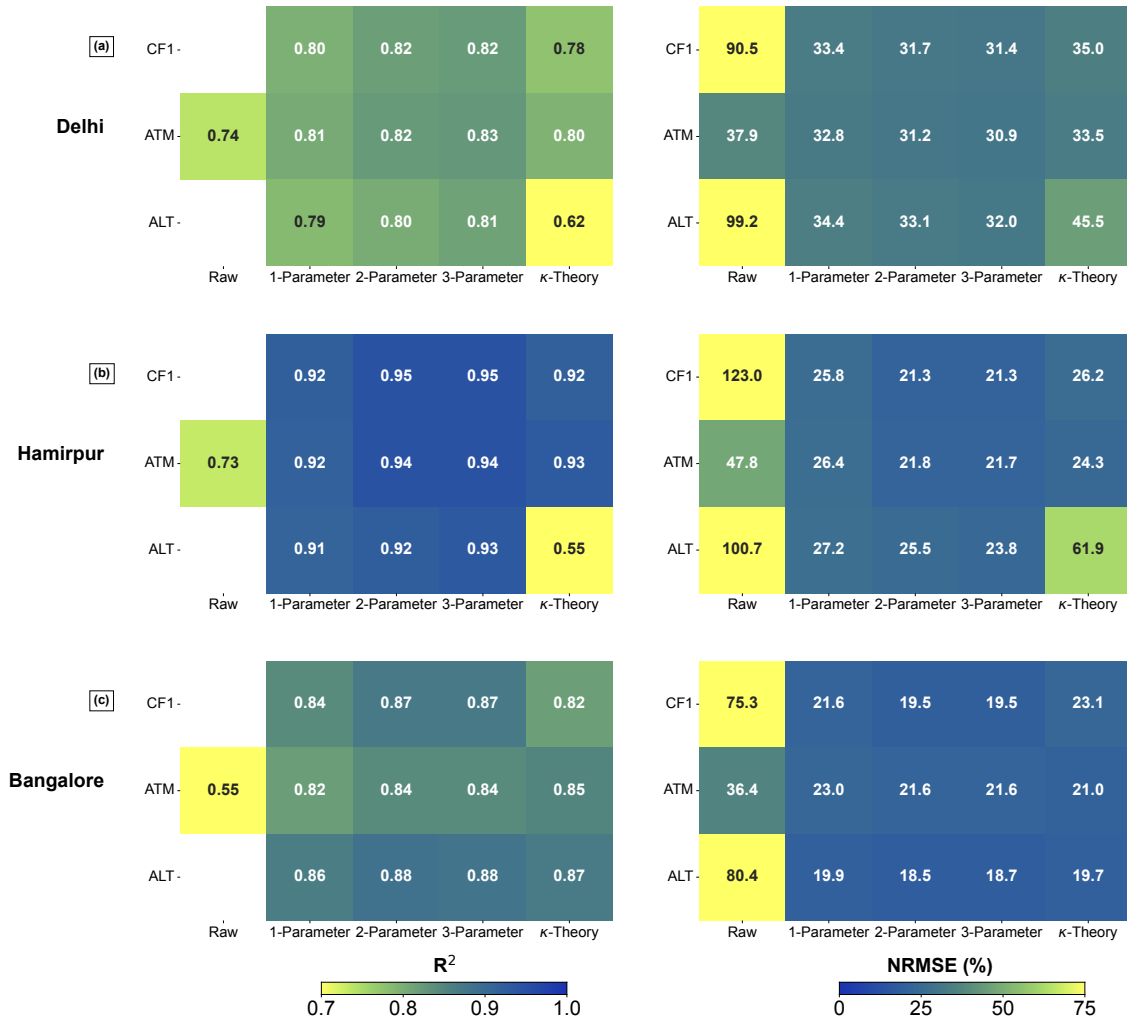 (a)
Delhi
CF1 0.80 0.82 0.82 0.78 CF1 90.5 33.4 31.7 31.4 35.0
ATM 0.74 0.81 0.82 0.83 0.80 ATM 37.9 32.8 31.2 30.9 33.5
ALT 0.79 0.80 0.81 0.62 ALT 99.2 34.4 33.1 32.0 45.5
Raw 1-Parameter 2-Parameter 3-Parameter κ-Theory Raw 1-Parameter 2-Parameter 3-Parameter κ-Theory
(b)
Hamirpur
CF1 0.92 0.95 0.95 0.92 CF1 123.0 25.8 21.3 21.3 26.2
ATM 0.73 0.92 0.94 0.94 0.93 ATM 47.8 26.4 21.8 21.7 24.3
ALT 0.91 0.92 0.93 0.55 ALT 100.7 27.2 25.5 23.8 61.9
Raw 1-Parameter 2-Parameter 3-Parameter κ-Theory Raw 1-Parameter 2-Parameter 3-Parameter κ-Theory
(c)
Bangalore
CF1 0.84 0.87 0.87 0.82 CF1 75.3 21.6 19.5 19.5 23.1
ATM 0.55 0.82 0.84 0.84 0.85 ATM 36.4 23.0 21.6 21.6 21.0
ALT 0.86 0.88 0.88 0.87 ALT 80.4 19.9 18.5 18.7 19.7
Raw 1-Parameter 2-Parameter 3-Parameter κ-Theory Raw 1-Parameter 2-Parameter 3-Parameter κ-Theory
R² NRMSE (%)
0.7 0.8 0.9 1.0 0 25 50 75